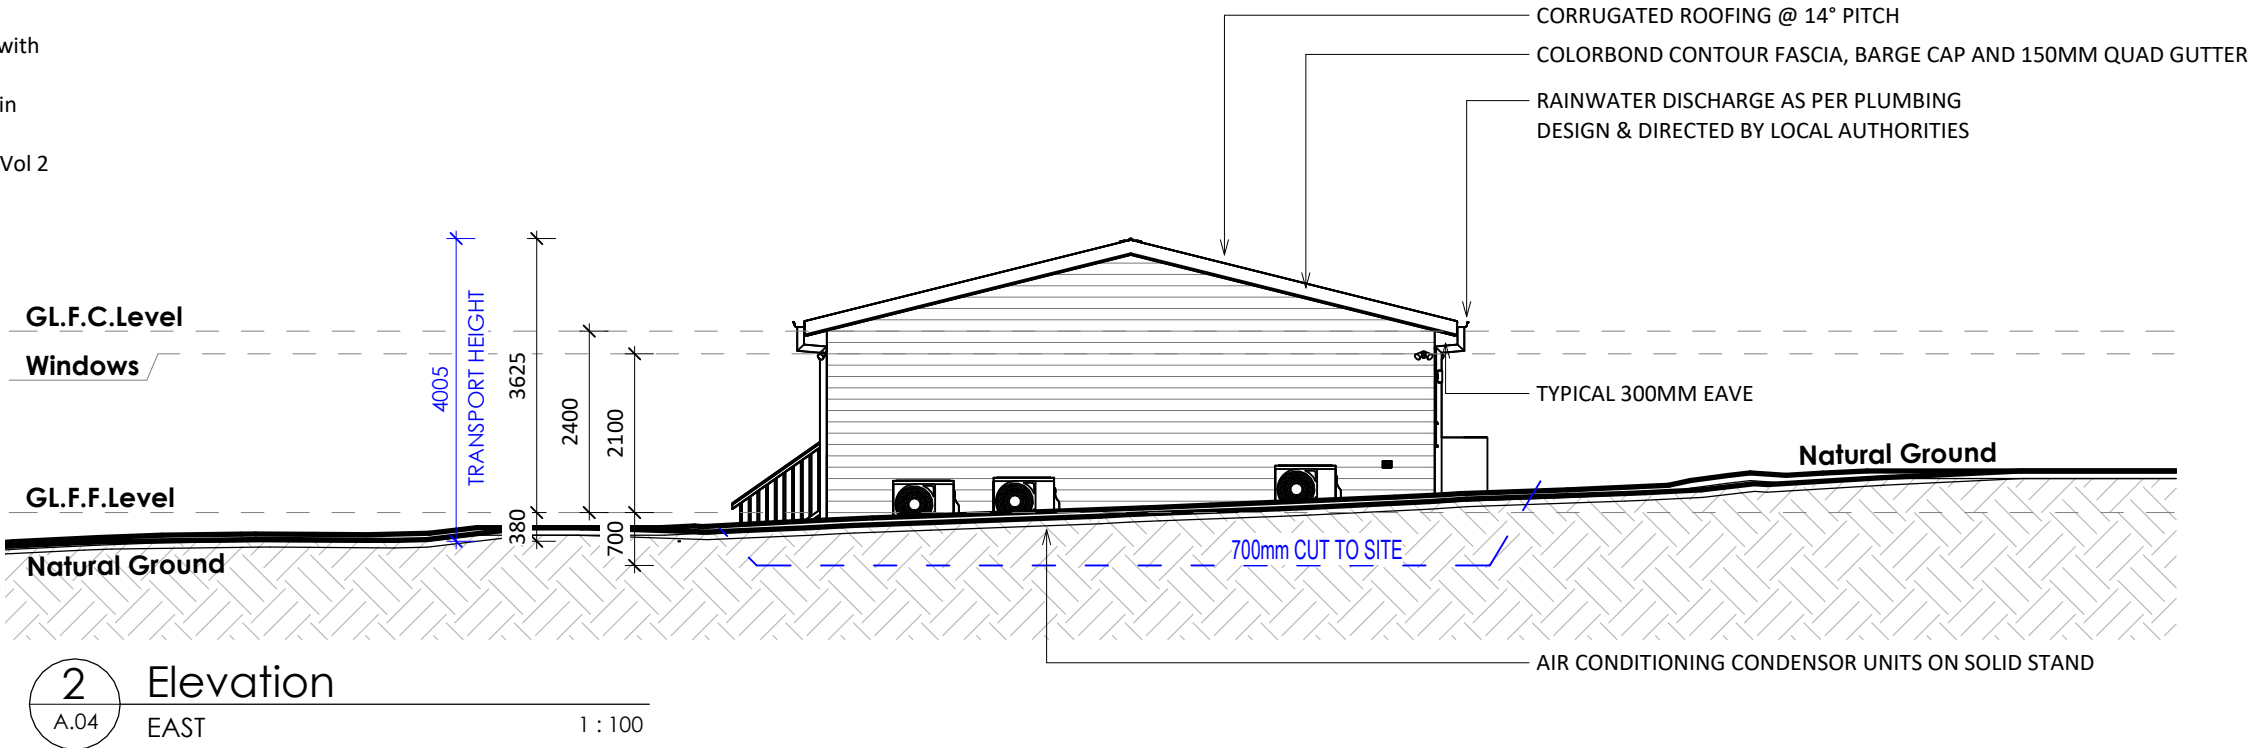 with
in
Vol 2
CORRUGATED ROOFING @ 14° PITCH
COLORBOND CONTOUR FASCIA, BARGE CAP AND 150MM QUAD GUTTER
RAINWATER DISCHARGE AS PER PLUMBING
DESIGN & DIRECTED BY LOCAL AUTHORITIES
GL.F.C.Level
Windows
4005
TRANSPORT HEIGHT
3625
2400
2100
TYPICAL 300MM EAVE
Natural Ground
GL.F.F.Level
380
700
700mm CUT TO SITE
Natural Ground
AIR CONDITIONING CONDENSOR UNITS ON SOLID STAND
2
A.04
Elevation
EAST
1 : 100